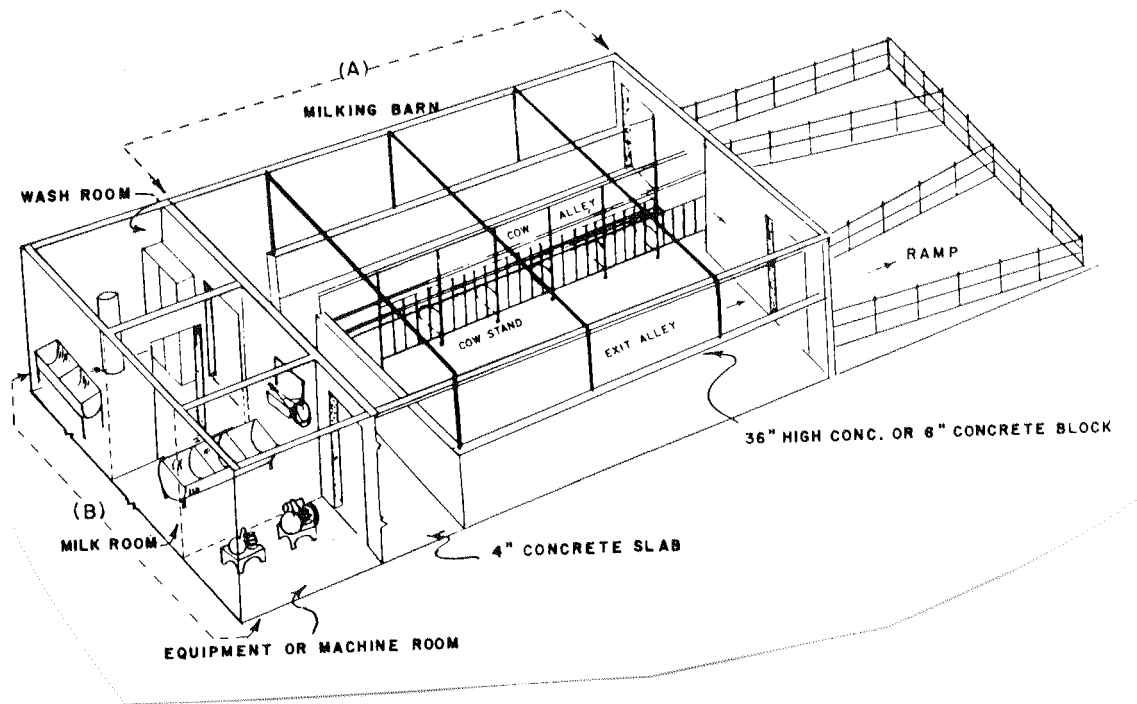 (A)
MILKING BARN
WASH ROOM
COW ALLEY
RAMP
COW STAND
EXIT ALLEY
36" HIGH CONC. OR 6" CONCRETE BLOCK
(B)
MILK ROOM
4" CONCRETE SLAB
EQUIPMENT OR MACHINE ROOM